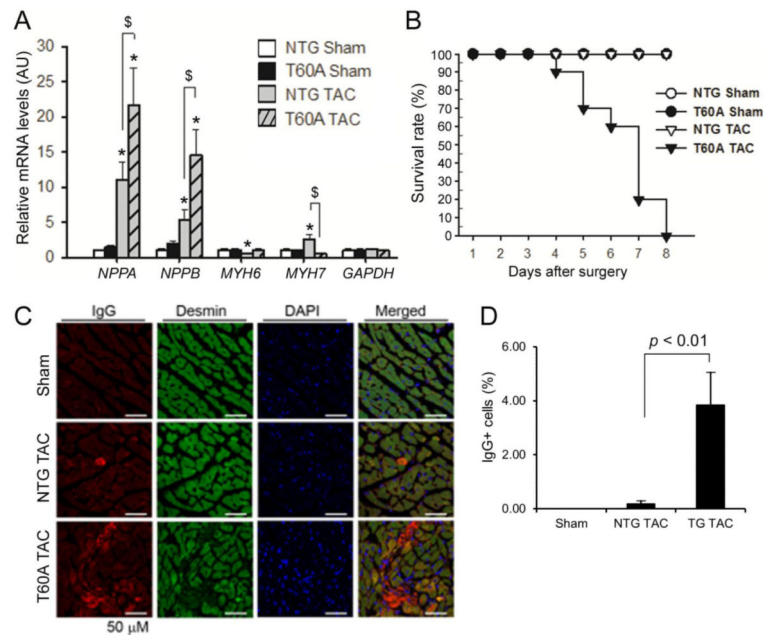 A
Relative mRNA levels (AU)
35
30
25
20
15
10
5
2
1
0
$
*
*
$
*
*
*
$
*
NTG Sham
T60A Sham
NTG TAC
T60A TAC
NPPA NPPB MYH6 MYH7 GAPDH
B
Survival rate (%)
100
90
80
70
60
50
40
30
20
10
0
1 2 3 4 5 6 7 8
Days after surgery
NTG Sham
T60A Sham
NTG TAC
T60A TAC
C
IgG Desmin DAPI Merged
Sham
NTG TAC
T60A TAC
50 µM
D
p < 0.01
IgG+ cells (%)
6.00
4.00
2.00
0.00
Sham NTG TAC TG TAC